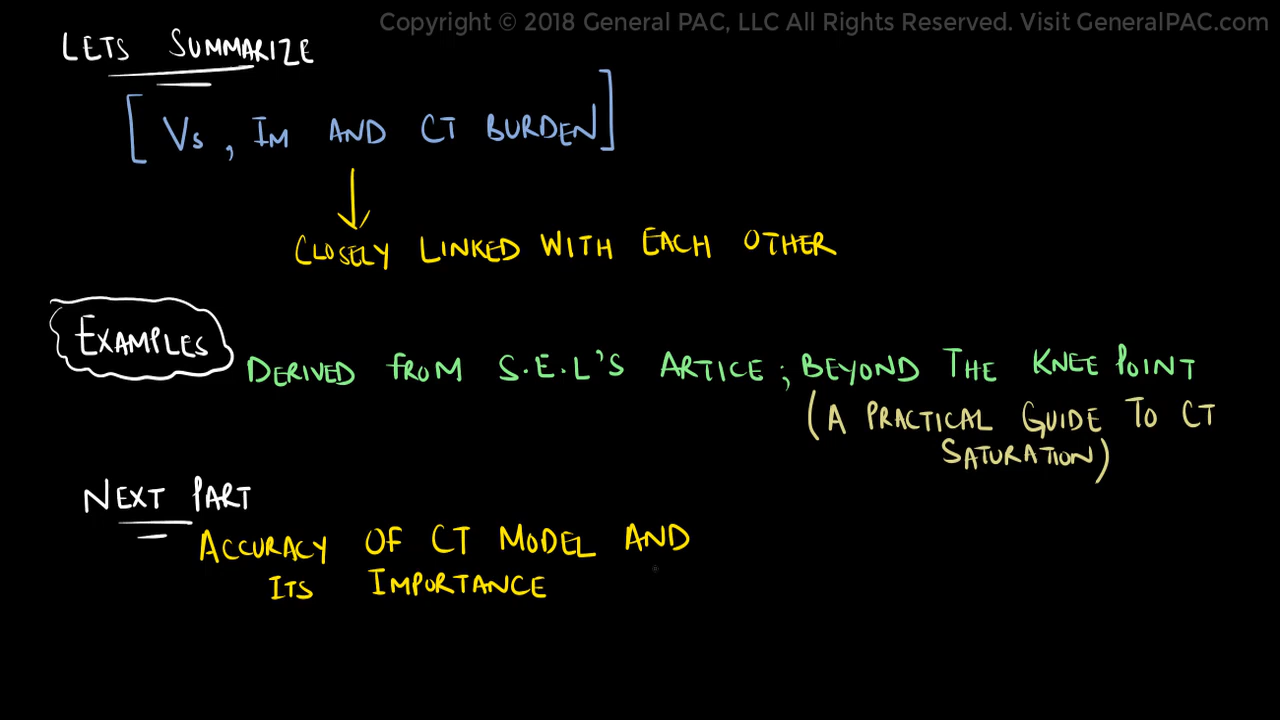 Copyright © 2018 General PAC, LLC All Rights Reserved. Visit GeneralPAC.com
LETS SUMMARIZE
[VS, IM AND CT BURDEN]
CLOSELY LINKED WITH EACH OTHER
EXAMPLES
DERIVED FROM S.E.L'S ARTICE; BEYOND THE KNEE POINT
(A PRACTICAL GUIDE TO CT
SATURATION)
NEXT PART
ACCURACY OF CT MODEL AND
ITS IMPORTANCE